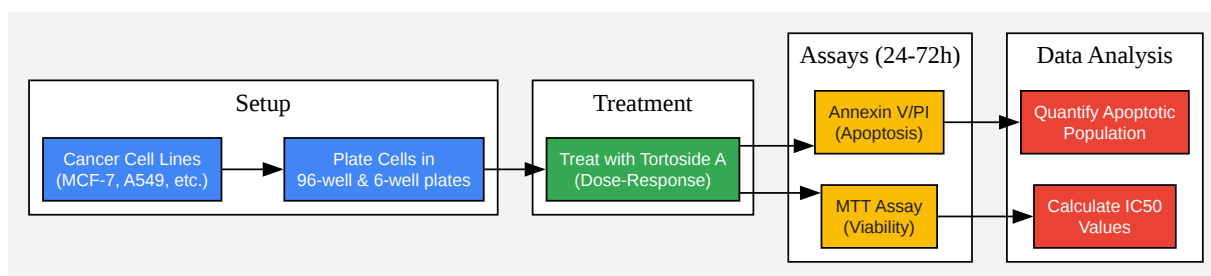 Setup
Cancer Cell Lines
(MCF-7, A549, etc.)
Plate Cells in
96-well & 6-well plates
Treatment
Treat with Tortoside A
(Dose-Response)
Assays (24-72h)
Annexin V/PI
(Apoptosis)
MTT Assay
(Viability)
Data Analysis
Quantify Apoptotic
Population
Calculate IC50
Values